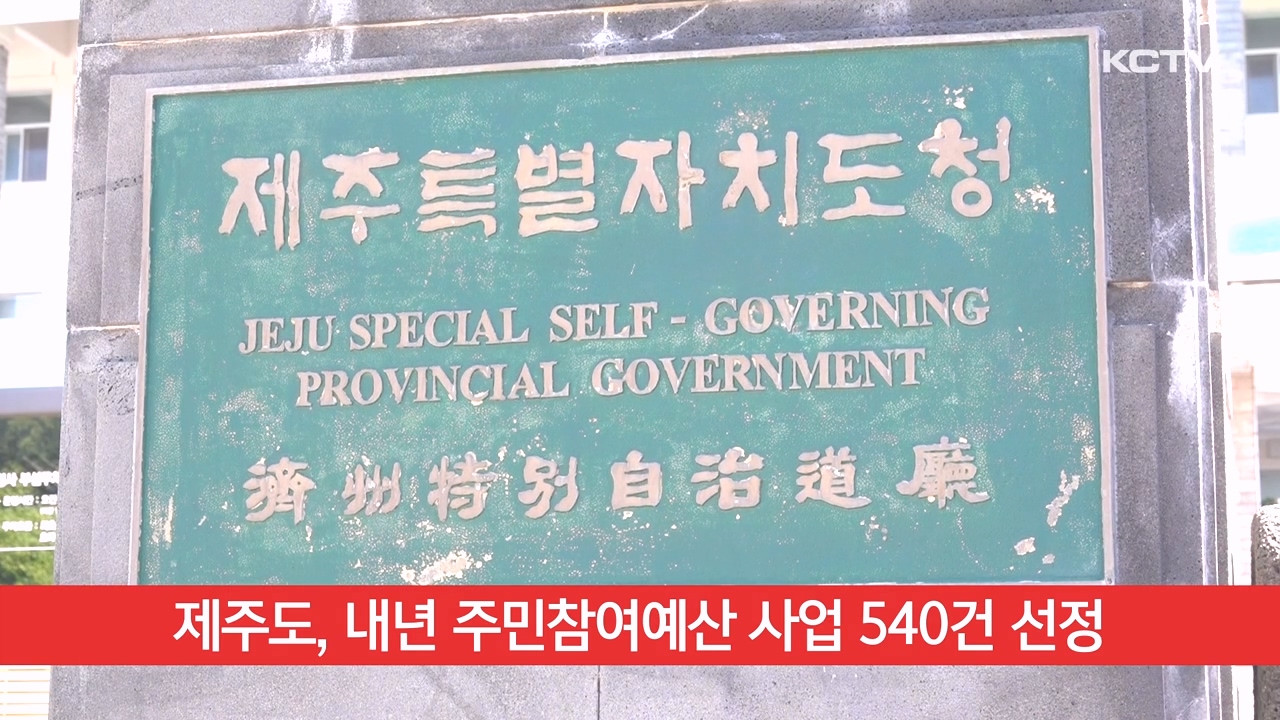 KCTV
제주특별자치도청
JEJU SPECIAL SELF - GOVERNING
PROVINCIAL GOVERNMENT
濟州特別自治道廳
제주도, 내년 주민참여예산 사업 540건 선정